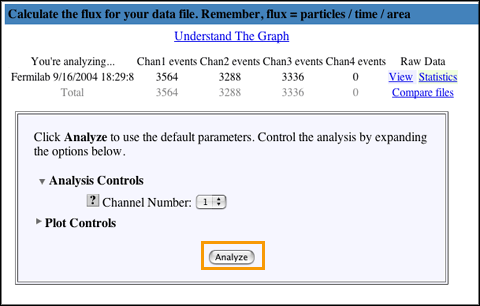 Calculate the flux for your data file. Remember, flux = particles / time / area
Understand The Graph
You're analyzing... Chan1 events Chan2 events Chan3 events Chan4 events Raw Data
Fermilab 9/16/2004 18:29:8 3564 3288 3336 0 View Statistics
Total 3564 3288 3336 0 Compare files
Click Analyze to use the default parameters. Control the analysis by expanding
the options below.
Analysis Controls
? Channel Number: 1
Plot Controls
Analyze